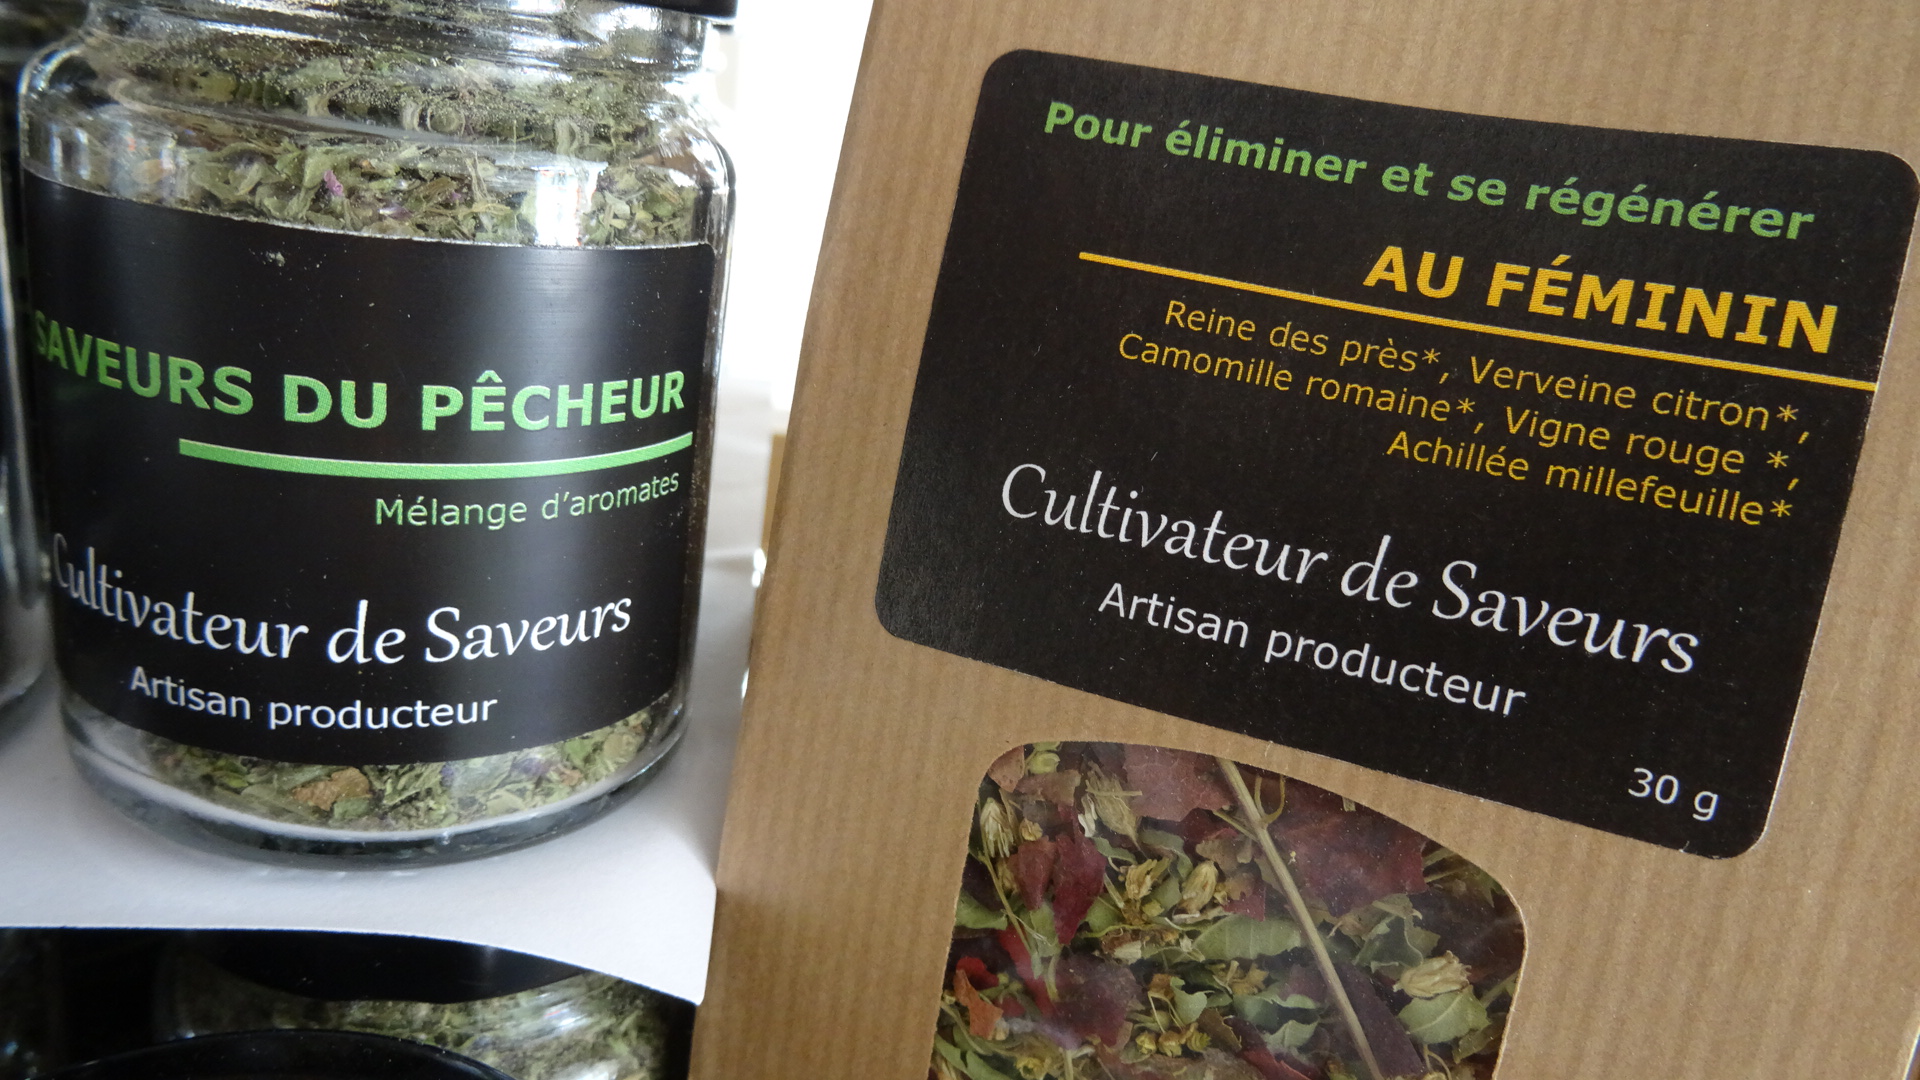 SAVEURS DU PÊCHEUR
Mélange d'aromates
Cultivateur de Saveurs
Artisan producteur
Pour éliminer et se régénérer
AU FÉMININ
Reine des près*, Verveine citron*,
Camomille romaine*, Vigne rouge *,
Achillée millefeuille*
Cultivateur de Saveurs
Artisan producteur
30 g